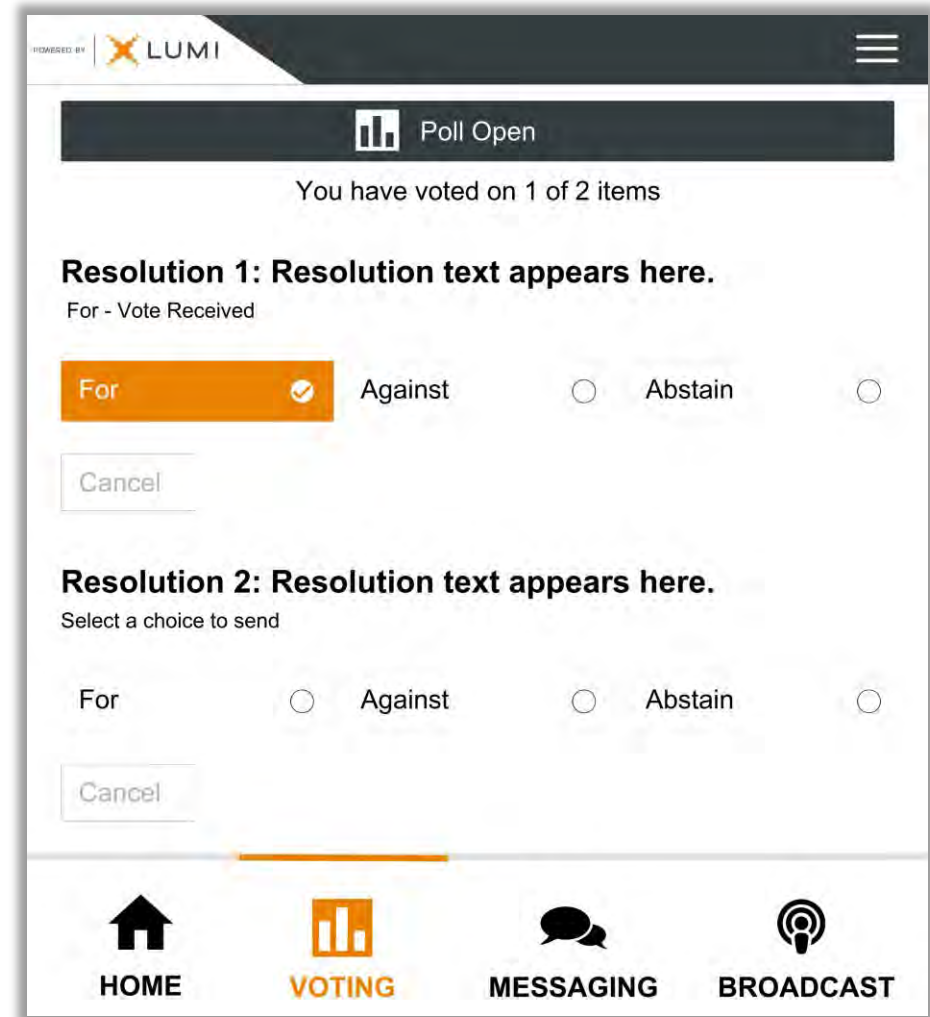 POWERED BY LUMI
Poll Open
You have voted on 1 of 2 items
Resolution 1: Resolution text appears here.
For - Vote Received
For Against Abstain
Cancel
Resolution 2: Resolution text appears here.
Select a choice to send
For Against Abstain
Cancel
HOME VOTING MESSAGING BROADCAST